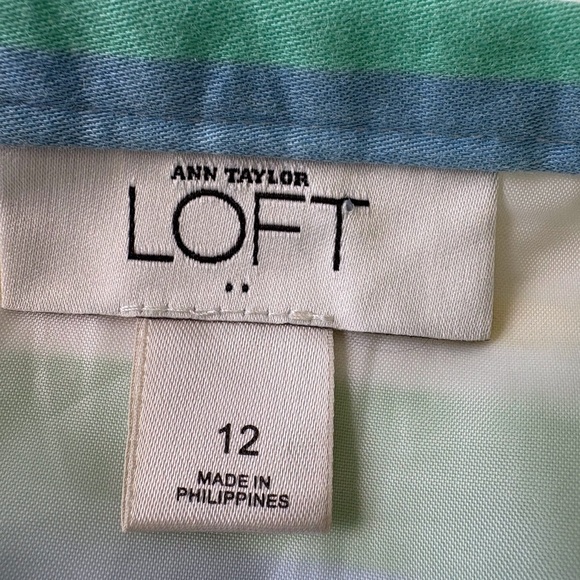 ANN TAYLOR
LOFT
12
MADE IN
PHILIPPINES